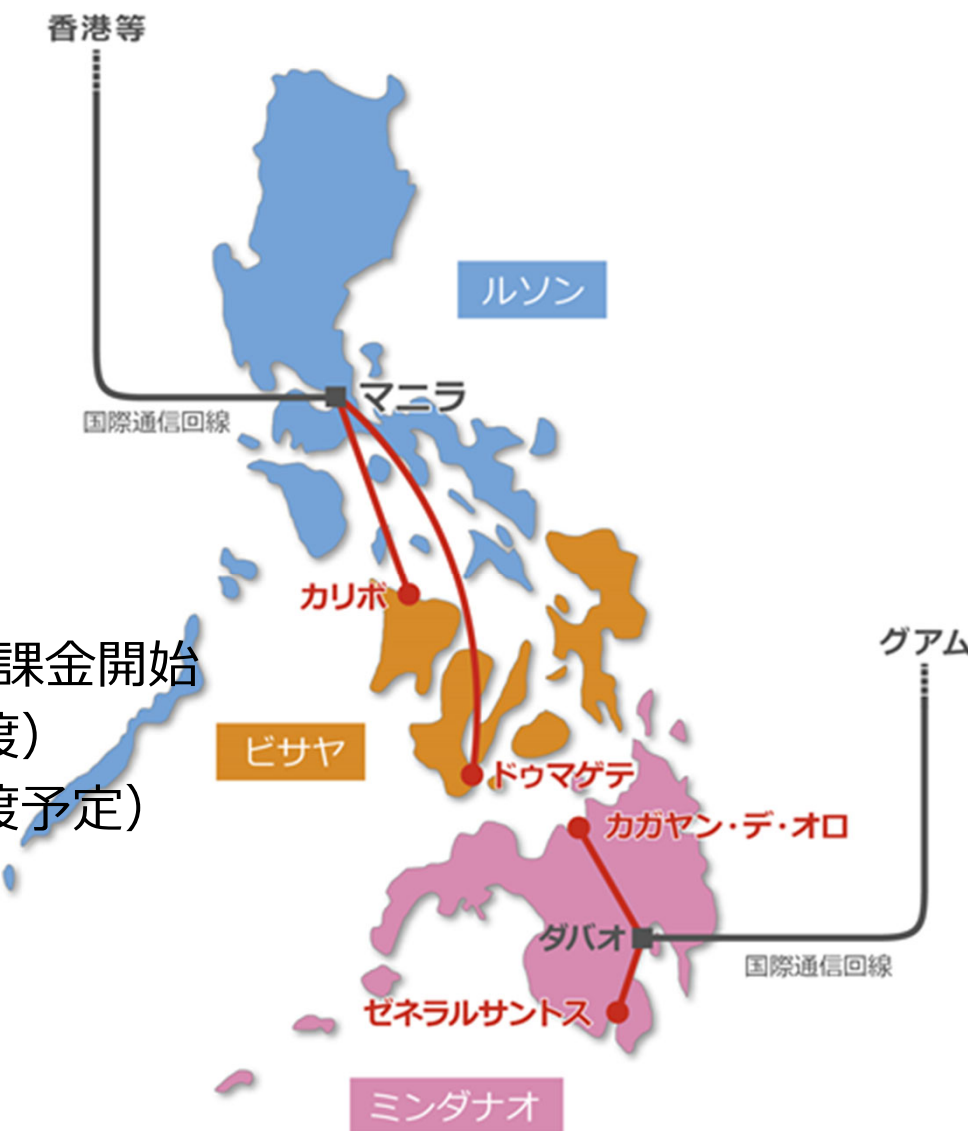 香港等
ルソン
マニラ
国際通信回線
カリボ
グアム
課金開始
度）
ビサヤ
ドゥマゲテ
度予定）
カガヤン・デ・オロ
ダバオ
国際通信回線
ゼネラルサントス
ミンダナオ